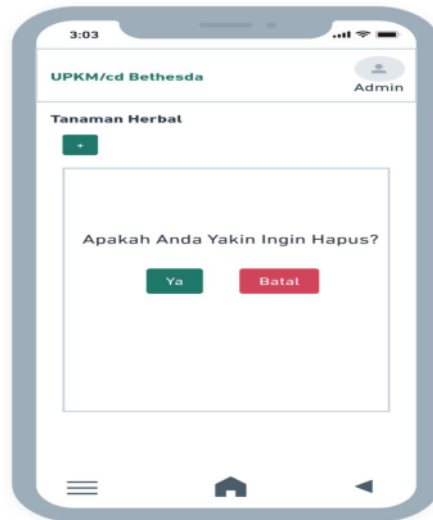 3:03
UPKM/cd Bethesda
Admin
Tanaman Herbal
+
Apakah Anda Yakin Ingin Hapus?
Ya
Batal